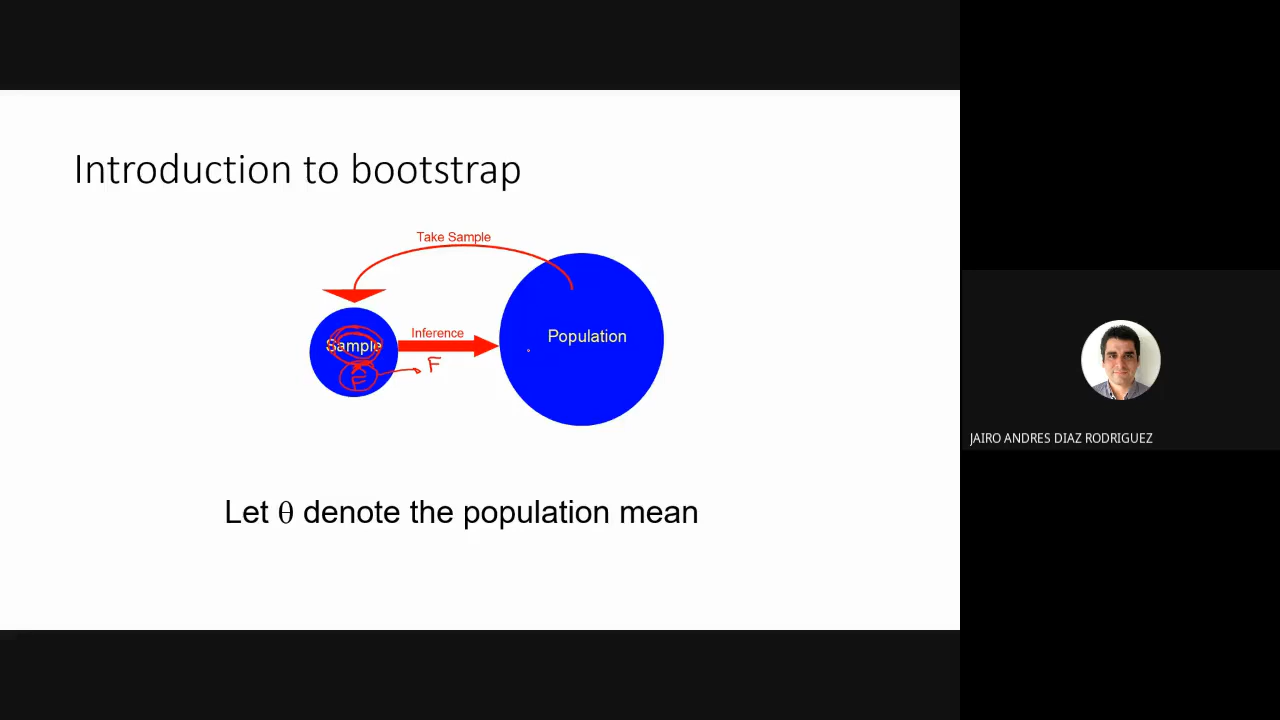 Introduction to bootstrap
Take Sample
Inference
Population
Sample
F̂
F
Let θ denote the population mean
JAIRO ANDRES DIAZ RODRIGUEZ